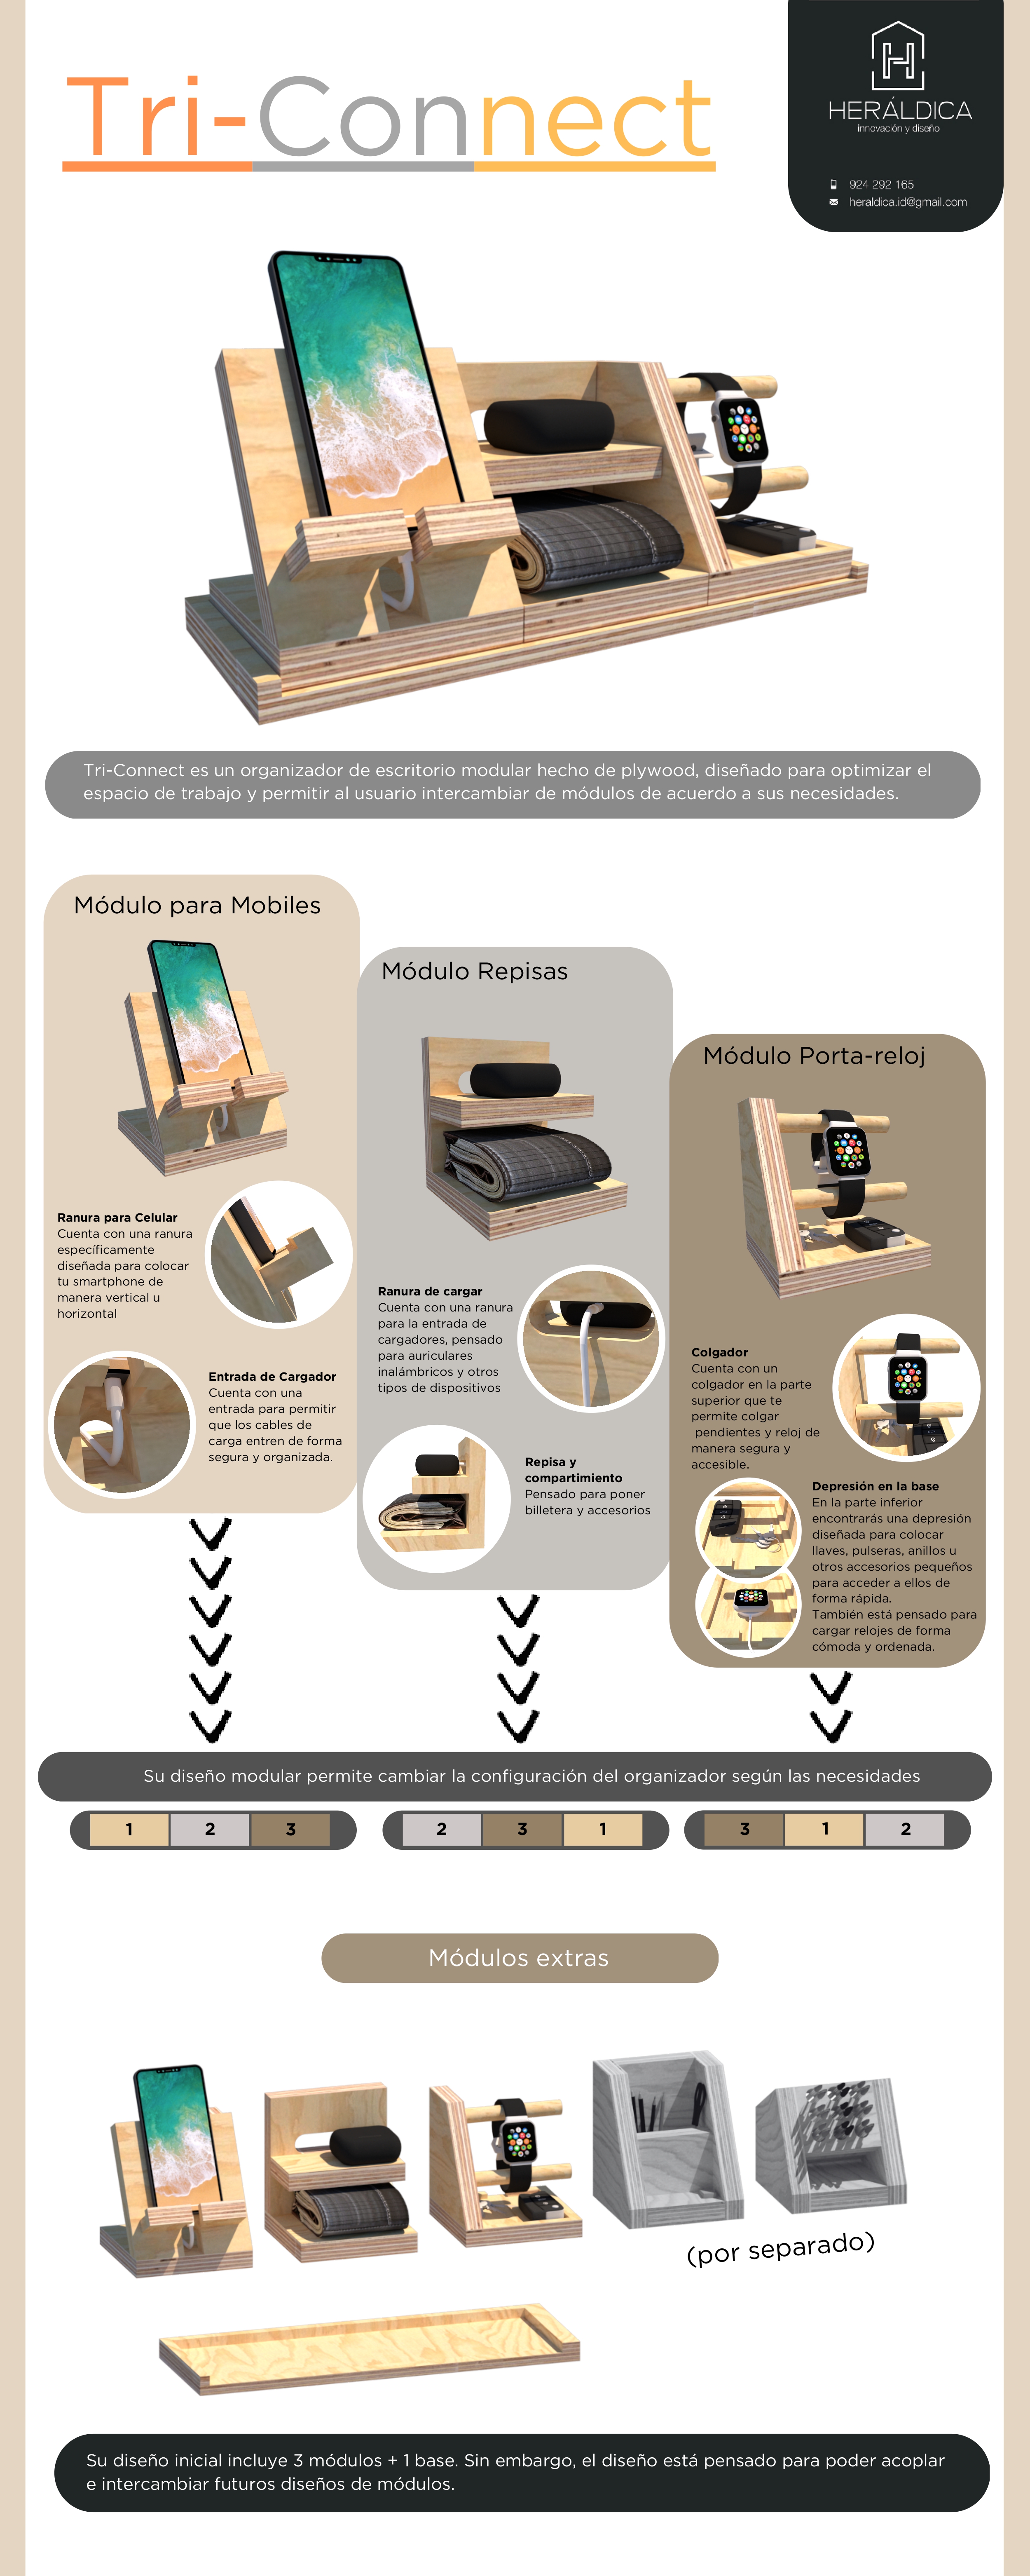 Tri-Connect
HERÁLDICA
innovación y diseño
924 292 165
heraldica.id@gmail.com
Tri-Connect es un organizador de escritorio modular hecho de plywood, diseñado para optimizar el
espacio de trabajo y permitir al usuario intercambiar de módulos de acuerdo a sus necesidades.
Módulo para Mobiles
Ranura para Celular
Cuenta con una ranura
específicamente
diseñada para colocar
tu smartphone de
manera vertical u
horizontal
Entrada de Cargador
Cuenta con una
entrada para permitir
que los cables de
carga entren de forma
segura y organizada.
Módulo Repisas
Ranura de cargar
Cuenta con una ranura
para la entrada de
cargadores, pensado
para auriculares
inalámbricos y otros
tipos de dispositivos
Repisa y
compartimiento
Pensado para poner
billetera y accesorios
Módulo Porta-reloj
Colgador
Cuenta con un
colgador en la parte
superior que te
permite colgar
pendientes y reloj de
manera segura y
accesible.
Depresión en la base
En la parte inferior
encontrarás una depresión
diseñada para colocar
llaves, pulseras, anillos u
otros accesorios pequeños
para acceder a ellos de
forma rápida.
También está pensado para
cargar relojes de forma
cómoda y ordenada.
Su diseño modular permite cambiar la configuración del organizador según las necesidades
1 2 3
2 3 1
3 1 2
Módulos extras
(por separado)
Su diseño inicial incluye 3 módulos + 1 base. Sin embargo, el diseño está pensado para poder acoplar
e intercambiar futuros diseños de módulos.